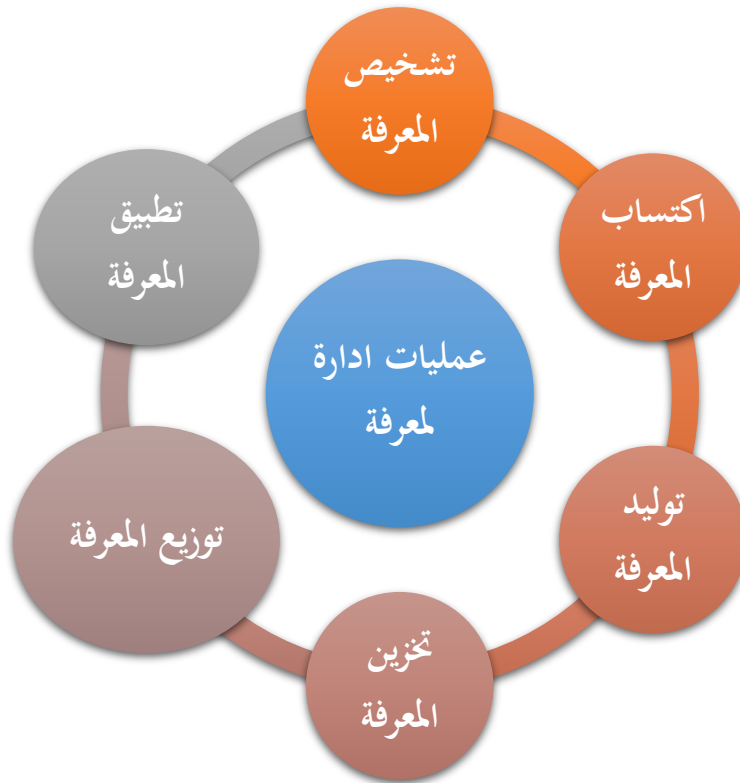 تشخيص
المعرفة
اكتساب
المعرفة
توليد
المعرفة
تخزين
المعرفة
توزيع المعرفة
تطبيق
المعرفة
عمليات ادارة
لمعرفة